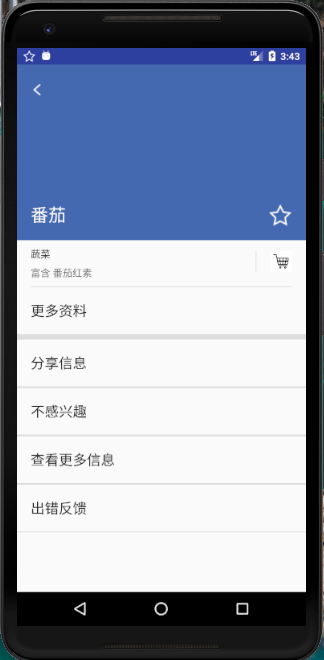 LTE 3:43
番茄
蔬菜
富含 番茄红素
更多资料
分享信息
不感兴趣
查看更多信息
出错反馈